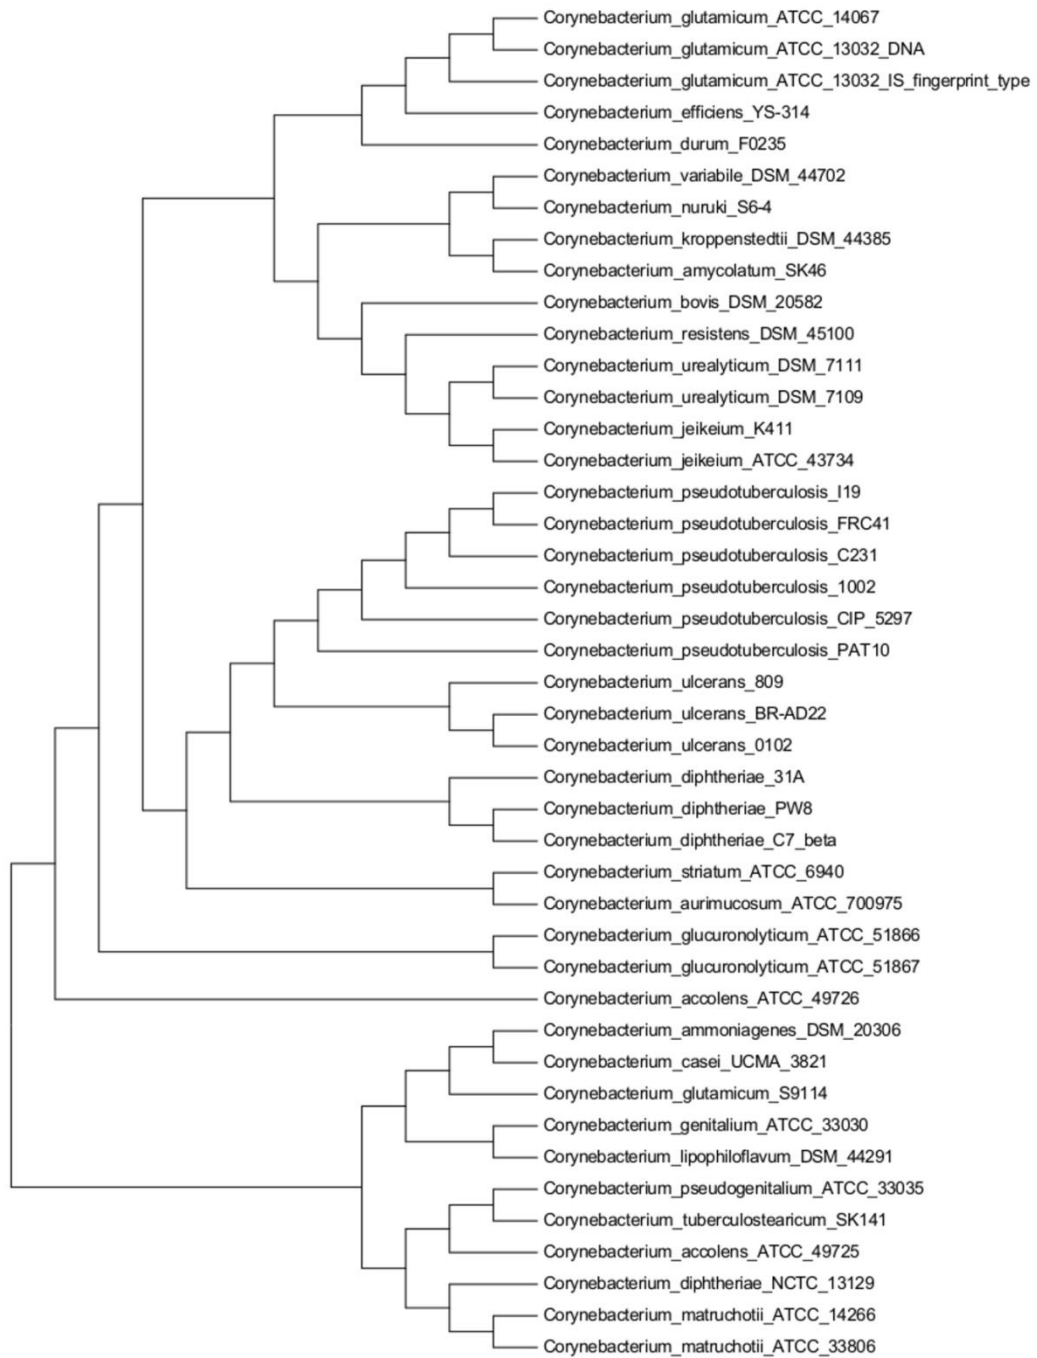 Corynebacterium_glutamicum_ATCC_14067
Corynebacterium_glutamicum_ATCC_13032_DNA
Corynebacterium_glutamicum_ATCC_13032_IS_fingerprint_type
Corynebacterium_efficiens_YS-314
Corynebacterium_durum_F0235
Corynebacterium_variabile_DSM_44702
Corynebacterium_nuruki_S6-4
Corynebacterium_kroppenstedtii_DSM_44385
Corynebacterium_amycolatum_SK46
Corynebacterium_bovis_DSM_20582
Corynebacterium_resistens_DSM_45100
Corynebacterium_urealyticum_DSM_7111
Corynebacterium_urealyticum_DSM_7109
Corynebacterium_jeikeium_K411
Corynebacterium_jeikeium_ATCC_43734
Corynebacterium_pseudotuberculosis_I19
Corynebacterium_pseudotuberculosis_FRC41
Corynebacterium_pseudotuberculosis_C231
Corynebacterium_pseudotuberculosis_1002
Corynebacterium_pseudotuberculosis_CIP_5297
Corynebacterium_pseudotuberculosis_PAT10
Corynebacterium_ulcerans_809
Corynebacterium_ulcerans_BR-AD22
Corynebacterium_ulcerans_0102
Corynebacterium_diphtheriae_31A
Corynebacterium_diphtheriae_PW8
Corynebacterium_diphtheriae_C7_beta
Corynebacterium_striatum_ATCC_6940
Corynebacterium_aurimucosum_ATCC_700975
Corynebacterium_glucuronolyticum_ATCC_51866
Corynebacterium_glucuronolyticum_ATCC_51867
Corynebacterium_accolens_ATCC_49726
Corynebacterium_ammoniagenes_DSM_20306
Corynebacterium_casei_UCMA_3821
Corynebacterium_glutamicum_S9114
Corynebacterium_genitalium_ATCC_33030
Corynebacterium_lipophiloflavum_DSM_44291
Corynebacterium_pseudogenitalium_ATCC_33035
Corynebacterium_tuberculostearicum_SK141
Corynebacterium_accolens_ATCC_49725
Corynebacterium_diphtheriae_NCTC_13129
Corynebacterium_matruchotii_ATCC_14266
Corynebacterium_matruchotii_ATCC_33806